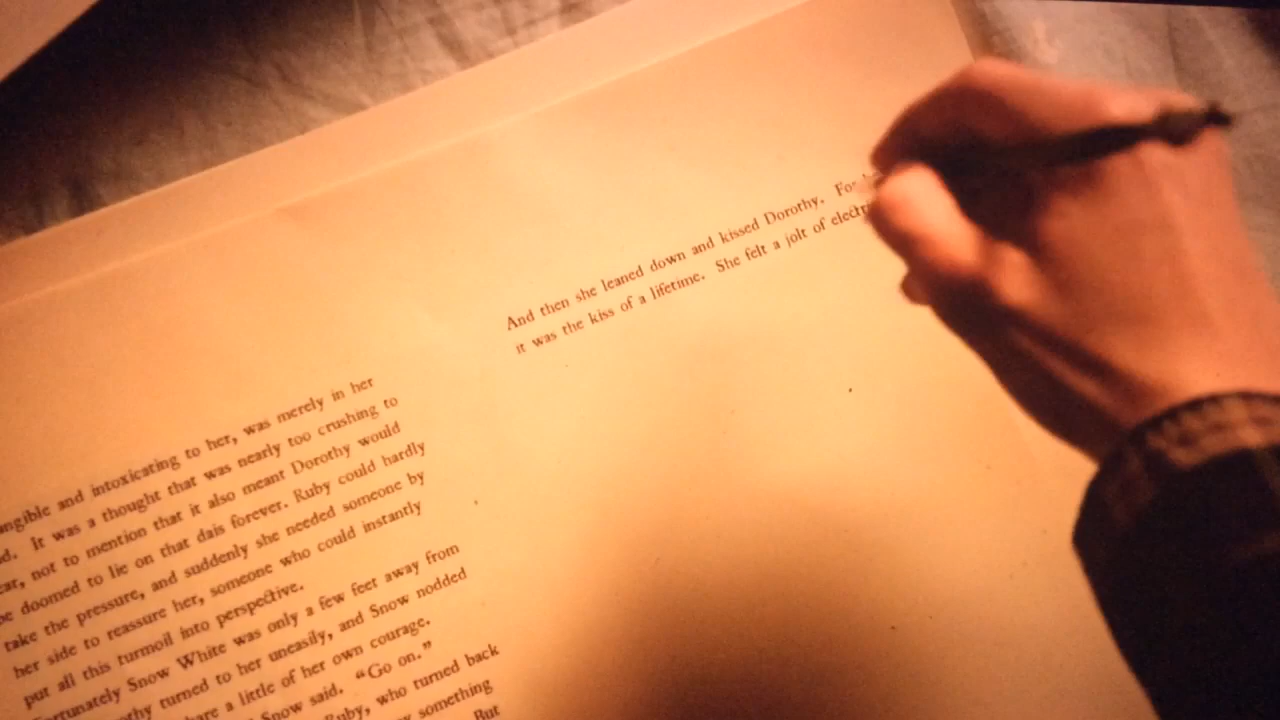 angible and intoxicating to her, was merely in her
It was a thought that was nearly too crushing to
not to mention that it also meant Dorothy would
be doomed to lie on that dais forever. Ruby could hardly
take the pressure, and suddenly she needed someone by
her side to reassure her, someone who could instantly
put all this turmoil into perspective.
Fortunately Snow White was only a few feet away from
turned to her uneasily, and Snow nodded
a little of her own courage.
Snow said. "Go on."
Ruby, who turned back
something
But
And then she leaned down and kissed Dorothy. For
it was the kiss of a lifetime. She felt a jolt of electr